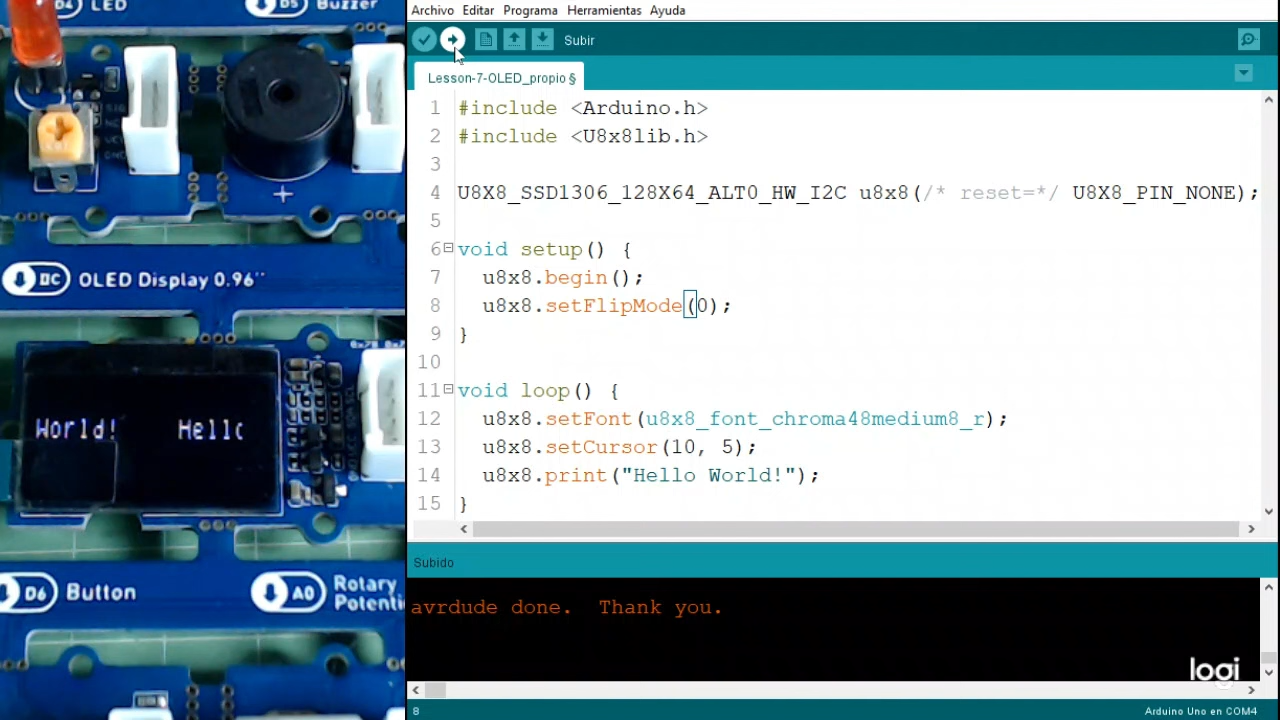 D4 LED
D5 Buzzer
+
IIC OLED Display 0.96"
World! Hello
D6 Button
A0 Rotary
Potenti
Archivo Editar Programa Herramientas Ayuda
Subir
Lesson-7-OLED_propio §
1 #include <Arduino.h>
2 #include <U8x8lib.h>
3
4 U8X8_SSD1306_128X64_ALT0_HW_I2C u8x8(/* reset=*/ U8X8_PIN_NONE);
5
6 void setup() {
7 u8x8.begin();
8 u8x8.setFlipMode(0);
9 }
10
11 void loop() {
12 u8x8.setFont(u8x8_font_chroma48medium8_r);
13 u8x8.setCursor(10, 5);
14 u8x8.print("Hello World!");
15 }
Subido
avrdude done.  Thank you.
logi
8
Arduino Uno en COM4